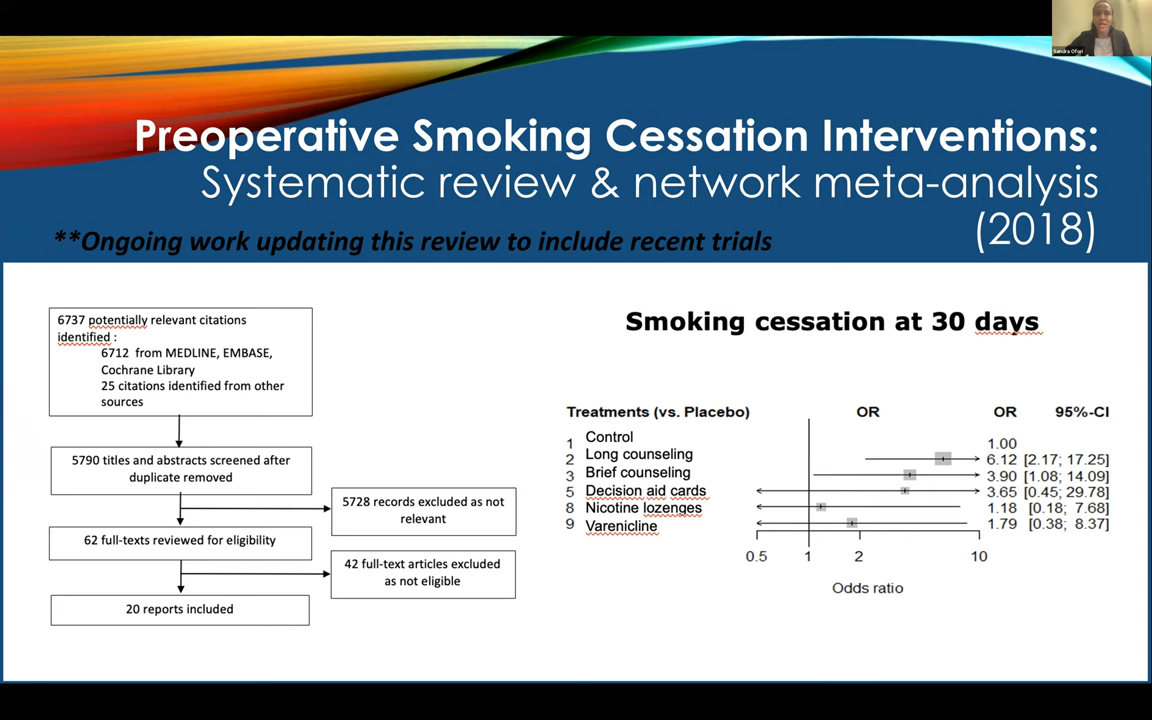 Sandra Ofori
Preoperative Smoking Cessation Interventions:
Systematic review & network meta-analysis
(2018)
**Ongoing work updating this review to include recent trials
6737 potentially relevant citations
identified :
6712 from MEDLINE, EMBASE,
Cochrane Library
25 citations identified from other
sources
5790 titles and abstracts screened after
duplicate removed
5728 records excluded as not
relevant
62 full-texts reviewed for eligibility
42 full-text articles excluded
as not eligible
20 reports included
Smoking cessation at 30 days
Treatments (vs. Placebo) OR OR 95%-CI
1 Control 1.00
2 Long counseling 6.12 [2.17; 17.25]
3 Brief counseling 3.90 [1.08; 14.09]
5 Decision aid cards 3.65 [0.45; 29.78]
8 Nicotine lozenges 1.18 [0.18; 7.68]
9 Varenicline 1.79 [0.38; 8.37]
0.5 1 2 10
Odds ratio